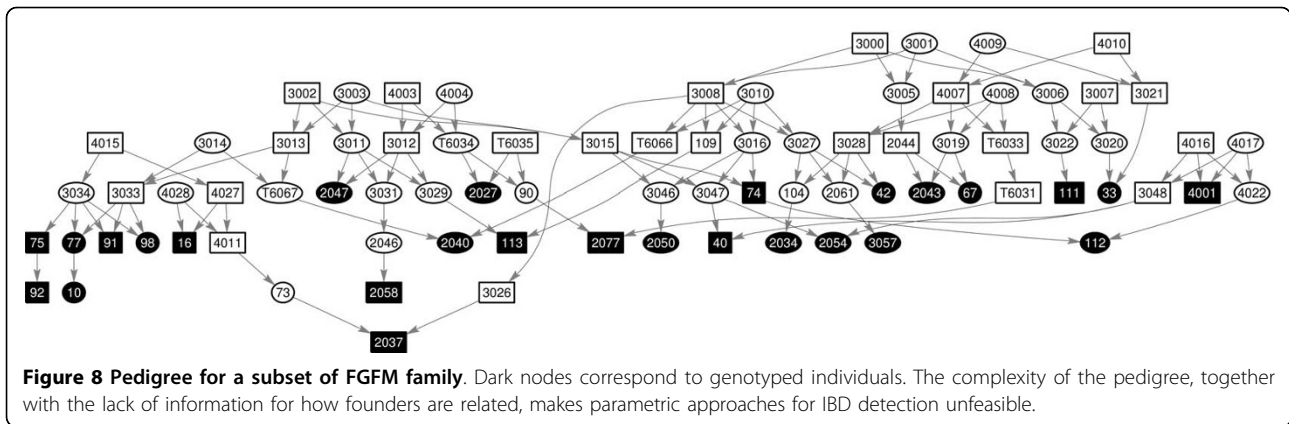 3000 3001 4009 4010
3002 3003 4003 4004 3008 3010 3005 4007 4008 3006 3007 3021
4015 3014 3013 3011 3012 T6034 T6035 3015 T6066 109 3016 3027 3028 2044 3019 T6033 3022 3020 4016 4017
3034 3033 4028 4027 T6067 2047 3031 3029 2027 90 3046 3047 74 104 2061 42 2043 67 T6031 111 33 3048 4001 4022
75 77 91 98 16 4011 2046 2040 113 2077 2050 40 2034 2054 3057 112
92 10 73 2058 3026
2037
Figure 8 Pedigree for a subset of FGFM family. Dark nodes correspond to genotyped individuals. The complexity of the pedigree, together
with the lack of information for how founders are related, makes parametric approaches for IBD detection unfeasible.